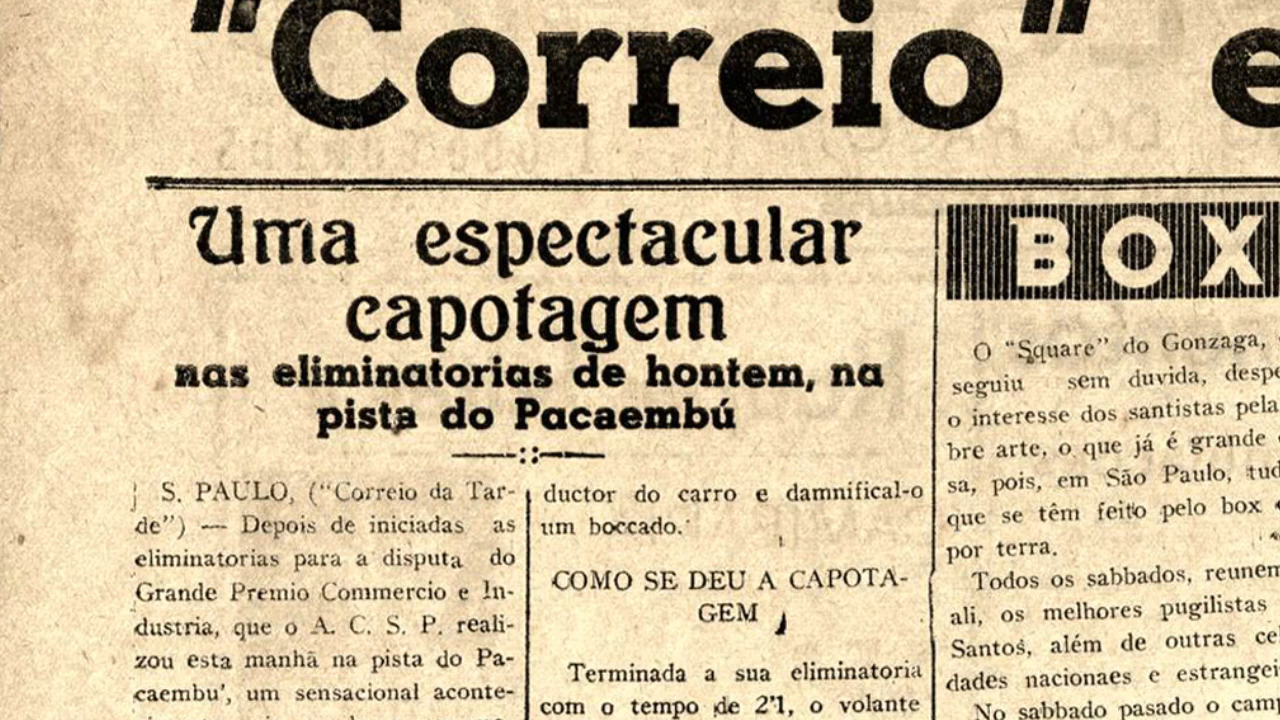 "Correio" e
Uma espectacular
capotagem
nas eliminatorias de hontem, na
pista do Pacaembú
S. PAULO, ("Correio da Tar-
de") — Depois de iniciadas as
eliminatorias para a disputa do
Grande Premio Commercio e In-
dustria, que o A. C. S. P. reali-
zou esta manhã na pista do Pa-
caembu', um sensacional aconte-
ductor do carro e damnifical-o
um boccado.
COMO SE DEU A CAPOTA-
GEM
Terminada a sua eliminatoria
com o tempo de 2'1, o volante
BOX
O "Square" do Gonzaga,
seguiu sem duvida, despe
o interesse dos santistas pela
bre arte, o que já é grande
sa, pois, em São Paulo, tud
que se têm feito pelo box
por terra.
Todos os sabbados, reunem
ali, os melhores pugilistas
Santos, além de outras ce
dades nacionaes e estrangei
No sabbado passado o camp